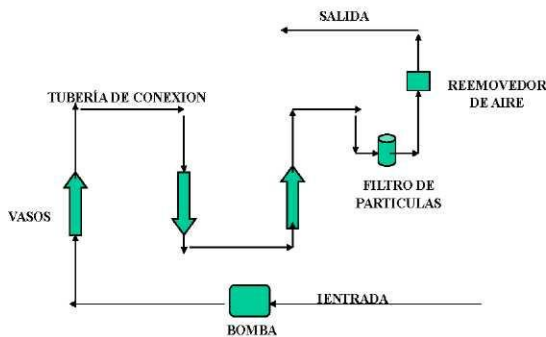 SALIDA
TUBERÍA DE CONEXION
REEMOVEDOR
DE AIRE
FILTRO DE
PARTICULAS
VASOS
IENTRADA
BOMBA